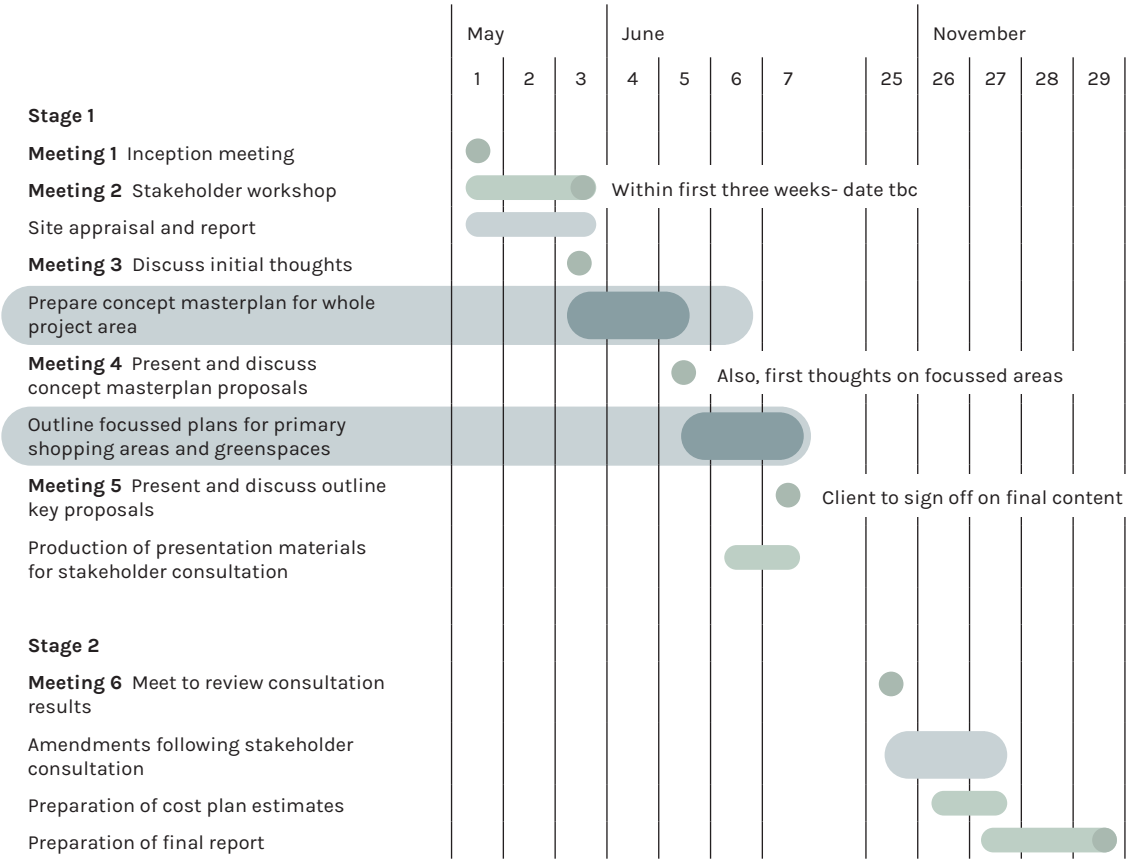 May June November
1 2 3 4 5 6 7 25 26 27 28 29
Stage 1
Meeting 1 Inception meeting
Meeting 2 Stakeholder workshop
Within first three weeks- date tbc
Site appraisal and report
Meeting 3 Discuss initial thoughts
Prepare concept masterplan for whole
project area
Meeting 4 Present and discuss
concept masterplan proposals
Also, first thoughts on focussed areas
Outline focussed plans for primary
shopping areas and greenspaces
Meeting 5 Present and discuss outline
key proposals
Client to sign off on final content
Production of presentation materials
for stakeholder consultation
Stage 2
Meeting 6 Meet to review consultation
results
Amendments following stakeholder
consultation
Preparation of cost plan estimates
Preparation of final report